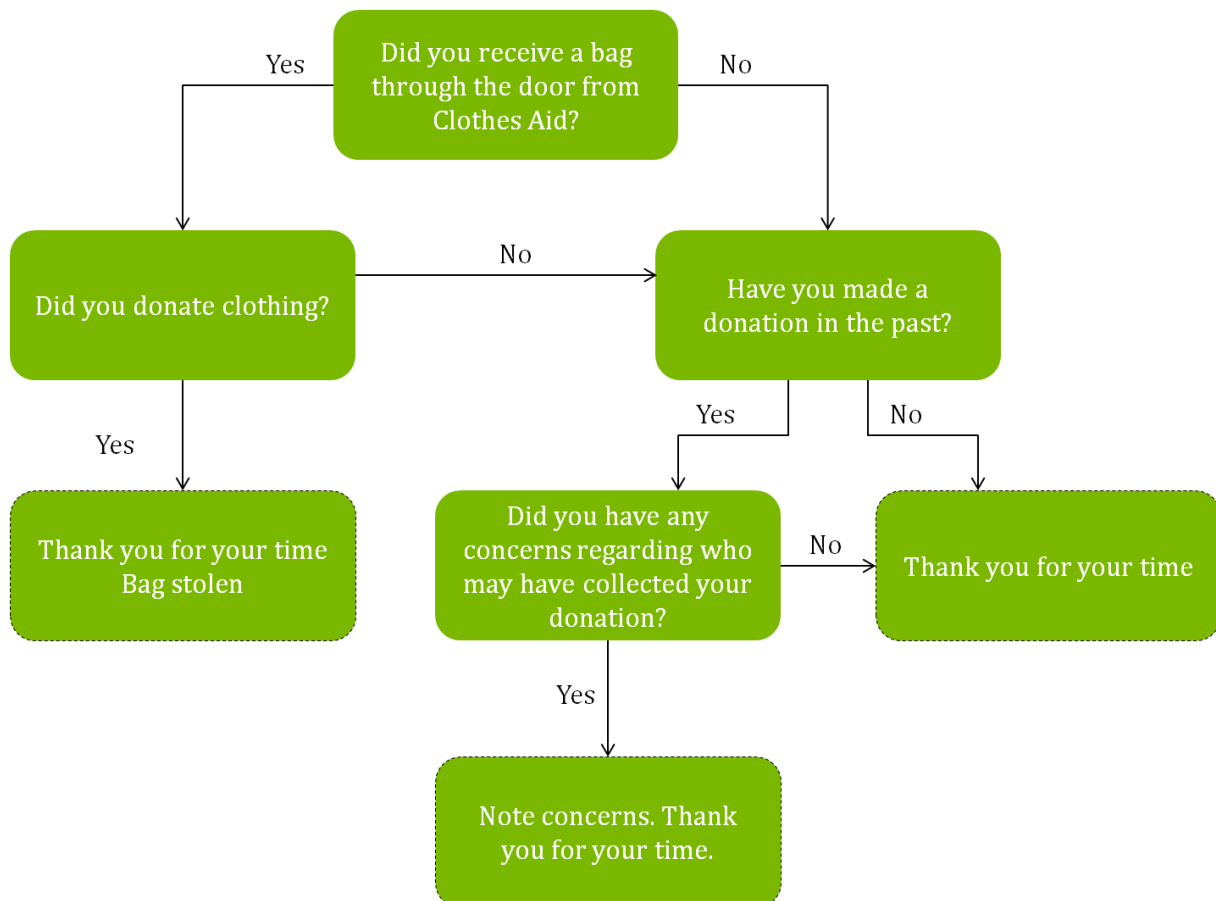 Did you receive a bag
through the door from
Clothes Aid?
Yes
No
Did you donate clothing?
No
Have you made a
donation in the past?
Yes
Yes
No
Thank you for your time
Bag stolen
Did you have any
concerns regarding who
may have collected your
donation?
No
Thank you for your time
Yes
Note concerns. Thank
you for your time.